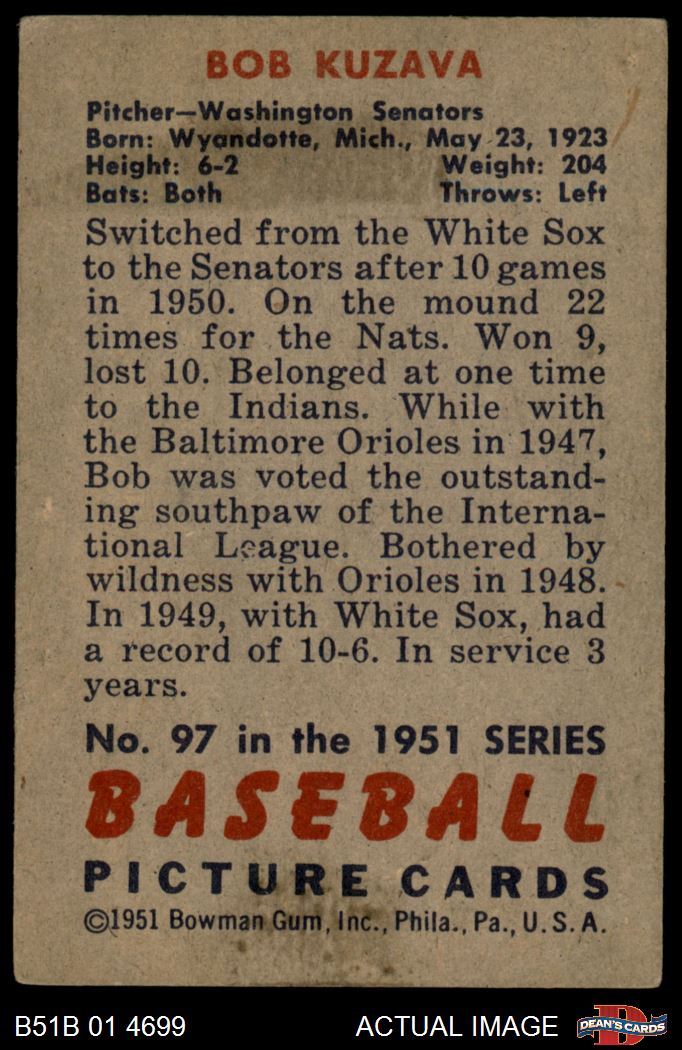 BOB KUZAVA
Pitcher—Washington Senators
Born: Wyandotte, Mich., May 23, 1923
Height: 6-2 Weight: 204
Bats: Both Throws: Left
Switched from the White Sox
to the Senators after 10 games
in 1950. On the mound 22
times for the Nats. Won 9,
lost 10. Belonged at one time
to the Indians. While with
the Baltimore Orioles in 1947,
Bob was voted the outstand-
ing southpaw of the Interna-
tional League. Bothered by
wildness with Orioles in 1948.
In 1949, with White Sox, had
a record of 10-6. In service 3
years.
No. 97 in the 1951 SERIES
BASEBALL
PICTURE CARDS
©1951 Bowman Gum, Inc., Phila., Pa., U.S.A.
B51B 01 4699 ACTUAL IMAGE D DEAN'S CARDS